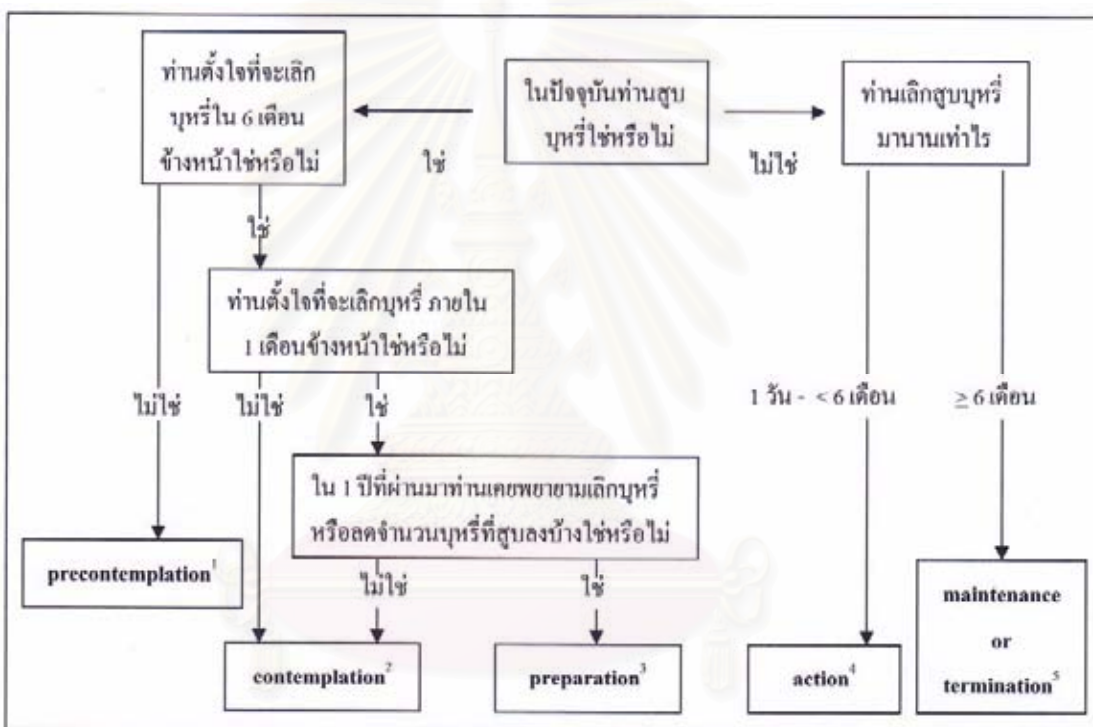 ท่านตั้งใจที่จะเลิก
บุหรี่ใน 6 เดือน
ข้างหน้าใช่หรือไม่
ในปัจจุบันท่านสูบ
บุหรี่ใช่หรือไม่
ท่านเลิกสูบบุหรี่
มานานเท่าไร
ใช่
ไม่ใช่
ใช่
ท่านตั้งใจที่จะเลิกบุหรี่ ภายใน
1 เดือนข้างหน้าใช่หรือไม่
ไม่ใช่
ไม่ใช่
ใช่
1 วัน - < 6 เดือน
≥ 6 เดือน
ใน 1 ปีที่ผ่านมาท่านเคยพยายามเลิกบุหรี่
หรือลดจำนวนบุหรี่ที่สูบลงบ้างใช่หรือไม่
precontemplation¹
ไม่ใช่
ใช่
contemplation²
preparation³
action⁴
maintenance
or
termination⁵